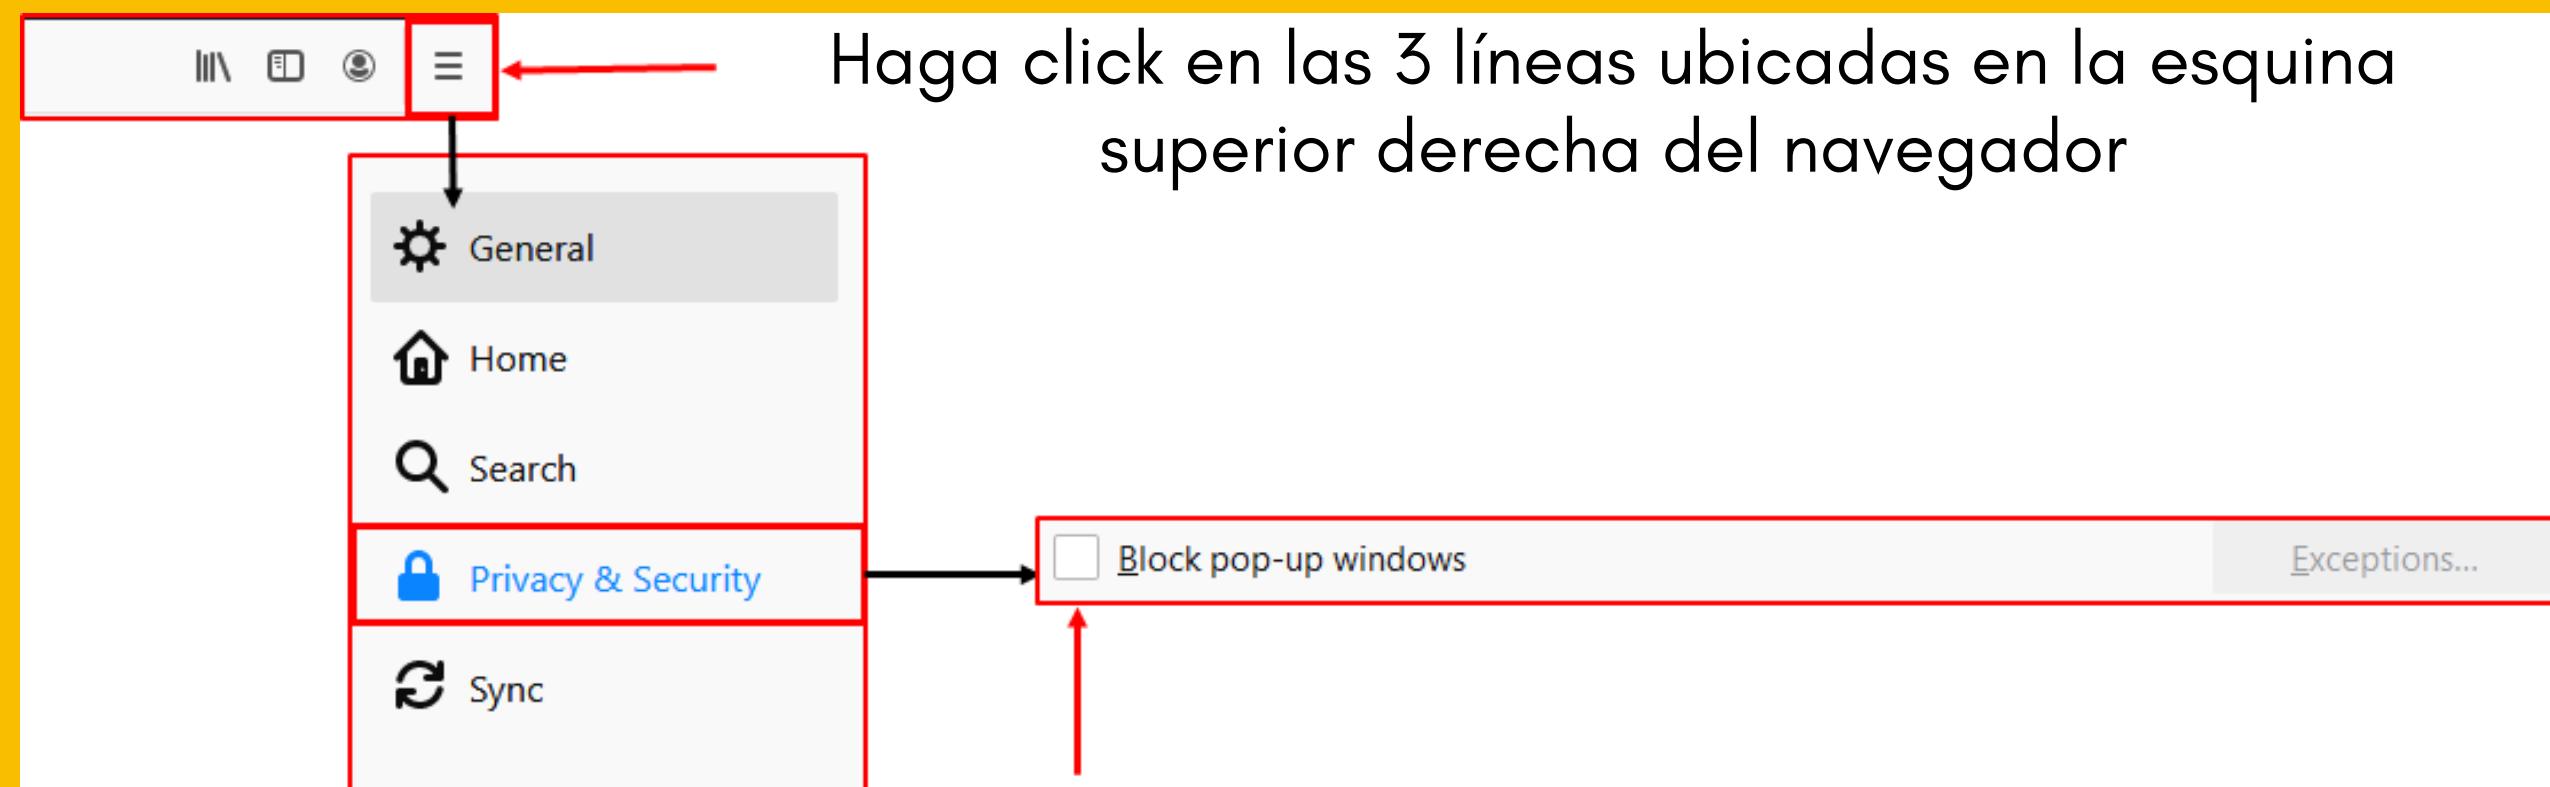 Haga click en las 3 líneas ubicadas en la esquina
superior derecha del navegador
General
Home
Search
Privacy & Security
Block pop-up windows
Exceptions...
Sync